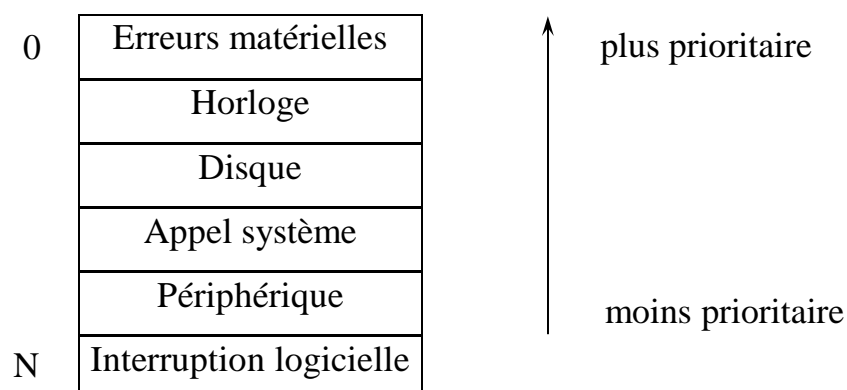 0 Erreurs matérielles plus prioritaire
Horloge
Disque
Appel système
Périphérique
moins prioritaire
N Interruption logicielle